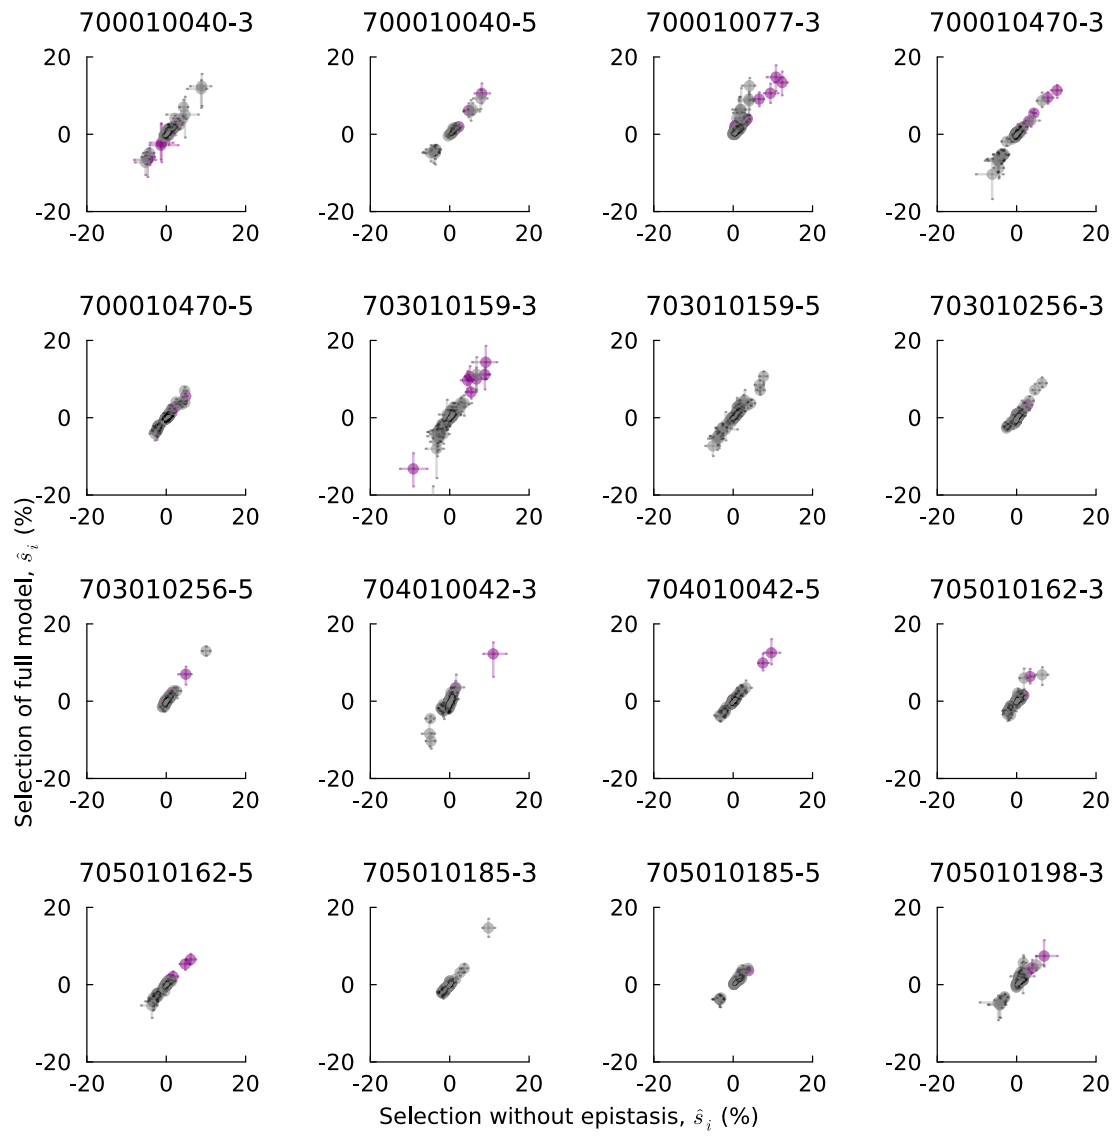 700010040-3 700010040-5 700010077-3 700010470-3
20 20 20 20
0 0 0 0
-20 -20 -20 -20
-20 0 20 -20 0 20 -20 0 20 -20 0 20
700010470-5 703010159-3 703010159-5 703010256-3
20 20 20 20
0 0 0 0
-20 -20 -20 -20
-20 0 20 -20 0 20 -20 0 20 -20 0 20
Selection of full model, ŝ_i (%)
703010256-5 704010042-3 704010042-5 705010162-3
20 20 20 20
0 0 0 0
-20 -20 -20 -20
-20 0 20 -20 0 20 -20 0 20 -20 0 20
705010162-5 705010185-3 705010185-5 705010198-3
20 20 20 20
0 0 0 0
-20 -20 -20 -20
-20 0 20 -20 0 20 -20 0 20 -20 0 20
Selection without epistasis, ŝ_i (%)